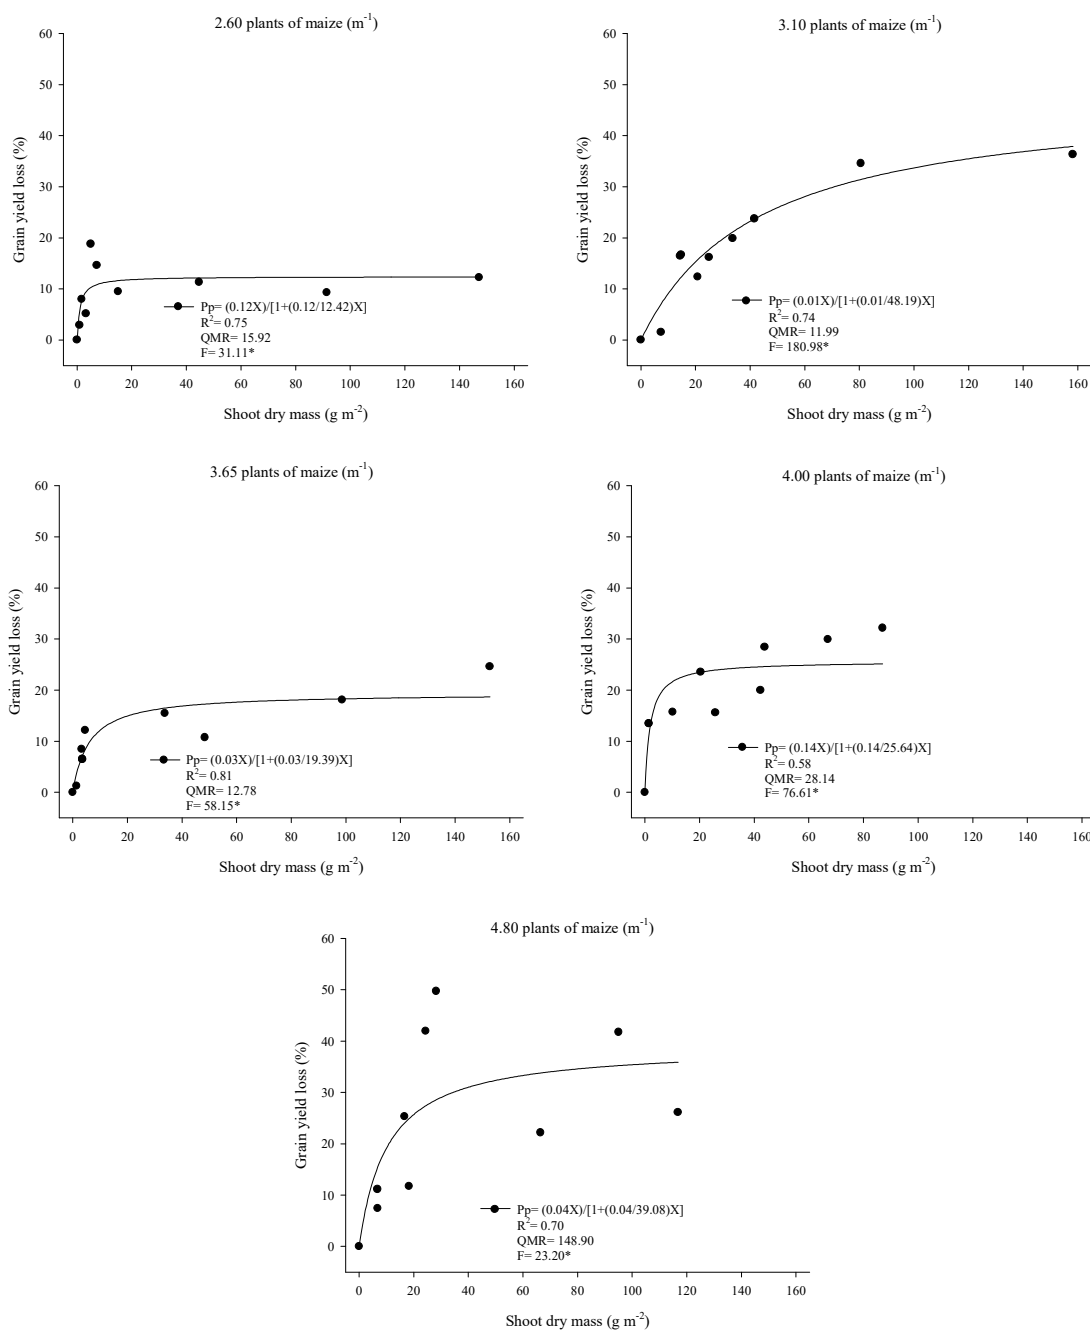 2.60 plants of maize (m-1)
60
50
40
30
20
10
0
Grain yield loss (%)
Pp= (0.12X)/[1+(0.12/12.42)X]
R2= 0.75
QMR= 15.92
F= 31.11*
0 20 40 60 80 100 120 140 160
Shoot dry mass (g m-2)
3.10 plants of maize (m-1)
60
50
40
30
20
10
0
Grain yield loss (%)
Pp= (0.01X)/[1+(0.01/48.19)X]
R2= 0.74
QMR= 11.99
F= 180.98*
0 20 40 60 80 100 120 140 160
Shoot dry mass (g m-2)
3.65 plants of maize (m-1)
60
50
40
30
20
10
0
Grain yield loss (%)
Pp= (0.03X)/[1+(0.03/19.39)X]
R2= 0.81
QMR= 12.78
F= 58.15*
0 20 40 60 80 100 120 140 160
Shoot dry mass (g m-2)
4.00 plants of maize (m-1)
60
50
40
30
20
10
0
Grain yield loss (%)
Pp= (0.14X)/[1+(0.14/25.64)X]
R2= 0.58
QMR= 28.14
F= 76.61*
0 20 40 60 80 100 120 140 160
Shoot dry mass (g m-2)
4.80 plants of maize (m-1)
60
50
40
30
20
10
0
Grain yield loss (%)
Pp= (0.04X)/[1+(0.04/39.08)X]
R2= 0.70
QMR= 148.90
F= 23.20*
0 20 40 60 80 100 120 140 160
Shoot dry mass (g m-2)